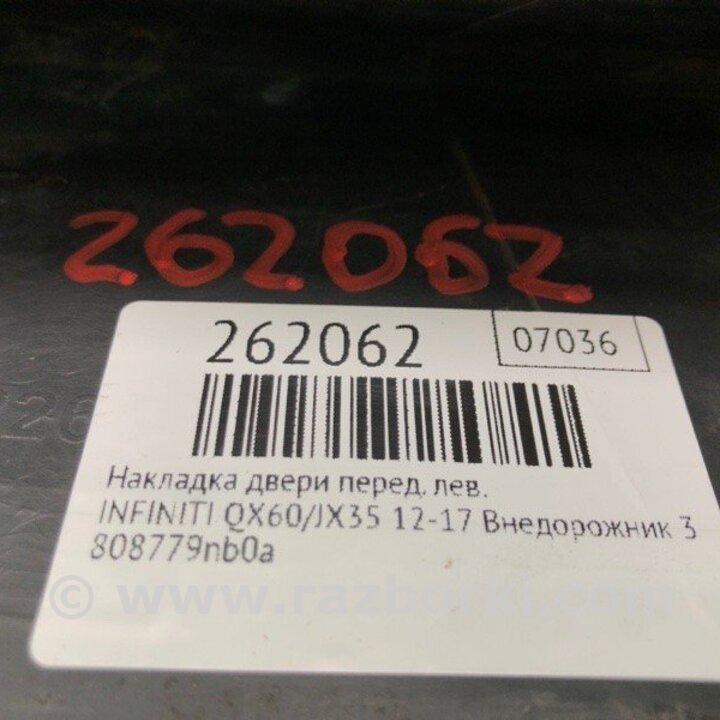 262062
262062
07036
Накладка двери перед. лев.
INFINITI QX60/JX35 12-17 Внедорожник 3
808779nb0a
© www.razborki.com